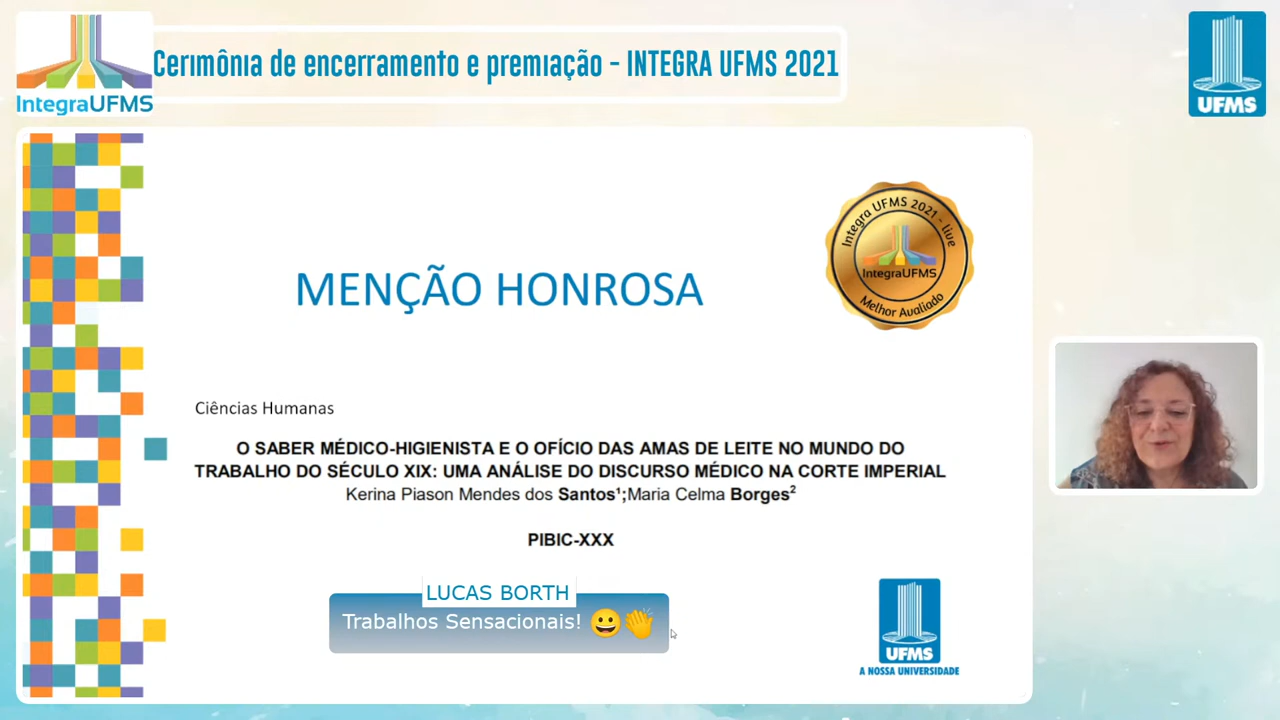 IntegraUFMS
Cerimônia de encerramento e premiação - INTEGRA UFMS 2021
UFMS
Integra UFMS 2021 - live
IntegraUFMS
Melhor Avaliado
MENÇÃO HONROSA
Ciências Humanas
O SABER MÉDICO-HIGIENISTA E O OFÍCIO DAS AMAS DE LEITE NO MUNDO DO
TRABALHO DO SÉCULO XIX: UMA ANÁLISE DO DISCURSO MÉDICO NA CORTE IMPERIAL
Kerina Piason Mendes dos Santos¹;Maria Celma Borges²
PIBIC-XXX
LUCAS BORTH
Trabalhos Sensacionais! 😀👏
UFMS
A NOSSA UNIVERSIDADE